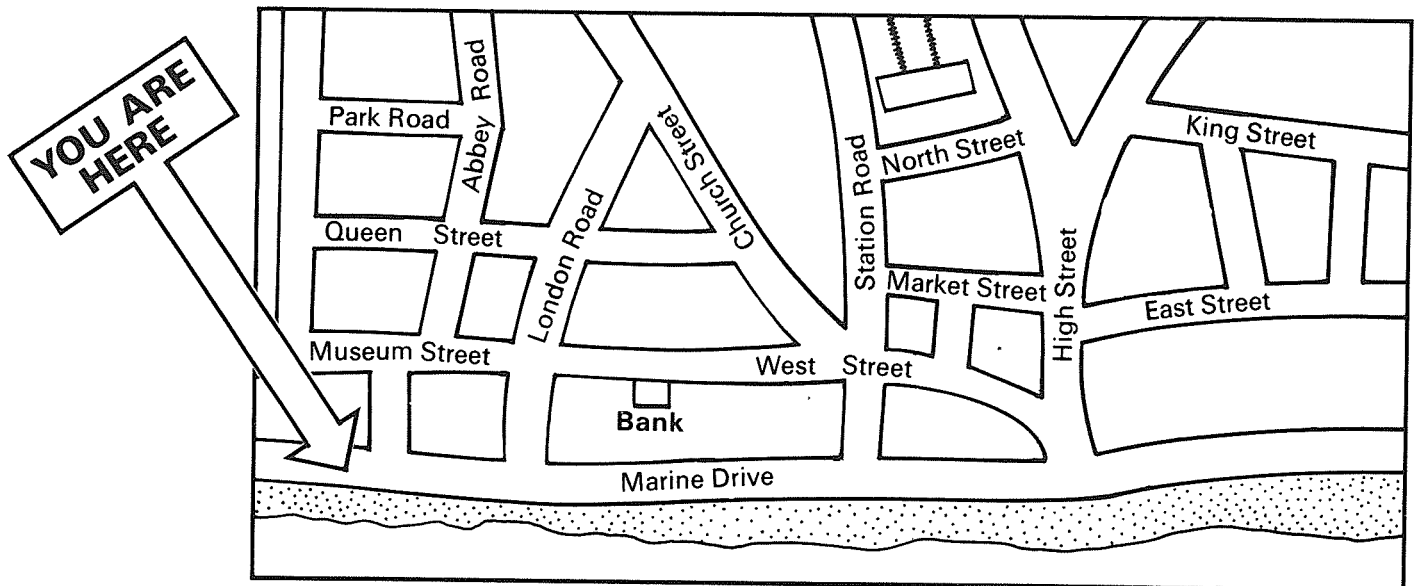 YOU ARE
HERE
Park Road
Abbey Road
Queen Street
London Road
Church Street
Station Road
North Street
King Street
Market Street
High Street
East Street
Museum Street
West Street
Bank
Marine Drive